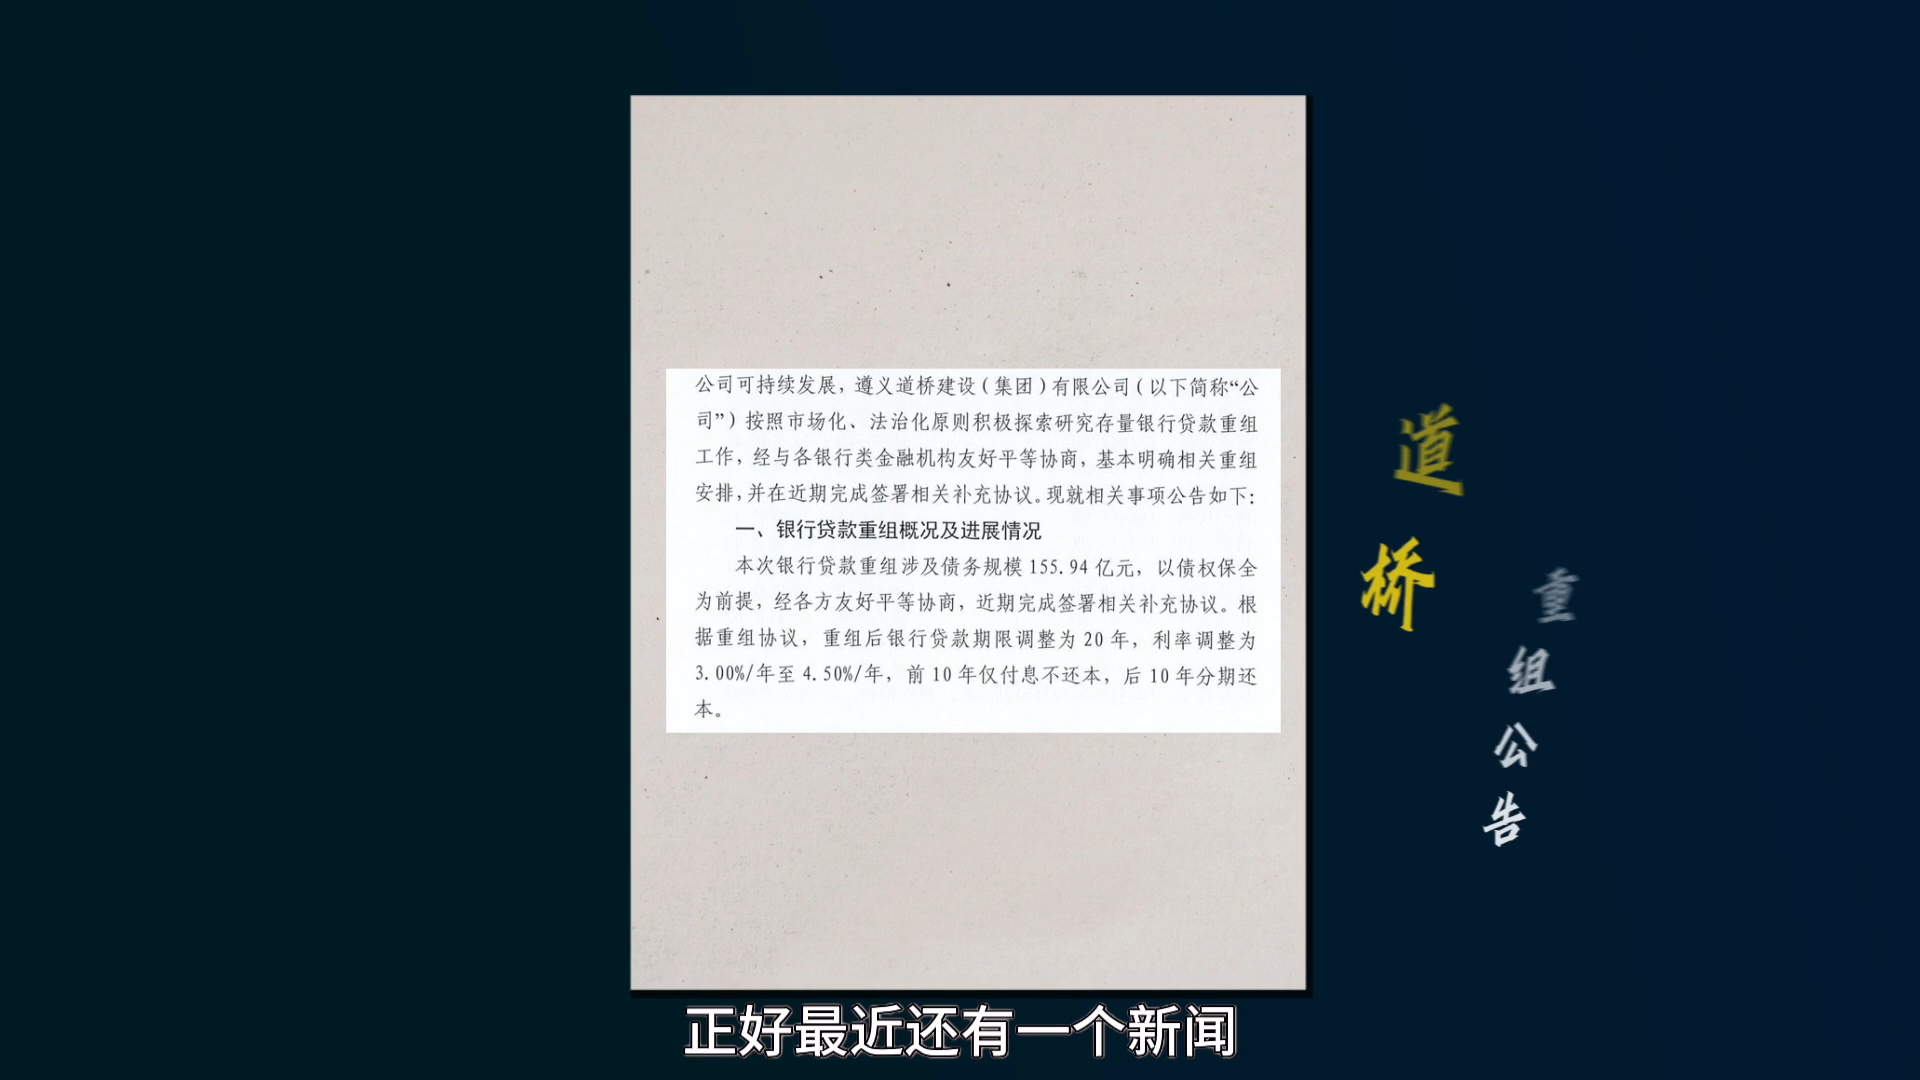 公司可持续发展，遵义道桥建设（集团）有限公司（以下简称“公
司”）按照市场化、法治化原则积极探索研究存量银行贷款重组
工作，经与各银行类金融机构友好平等协商，基本明确相关重组
安排，并在近期完成签署相关补充协议。现就相关事项公告如下：
一、银行贷款重组概况及进展情况
本次银行贷款重组涉及债务规模 155.94 亿元，以债权保全
为前提，经各方友好平等协商，近期完成签署相关补充协议。根
据重组协议，重组后银行贷款期限调整为 20 年，利率调整为
3.00%/年至 4.50%/年，前 10 年仅付息不还本，后 10 年分期还
本。
道桥
重组公告
正好最近还有一个新闻